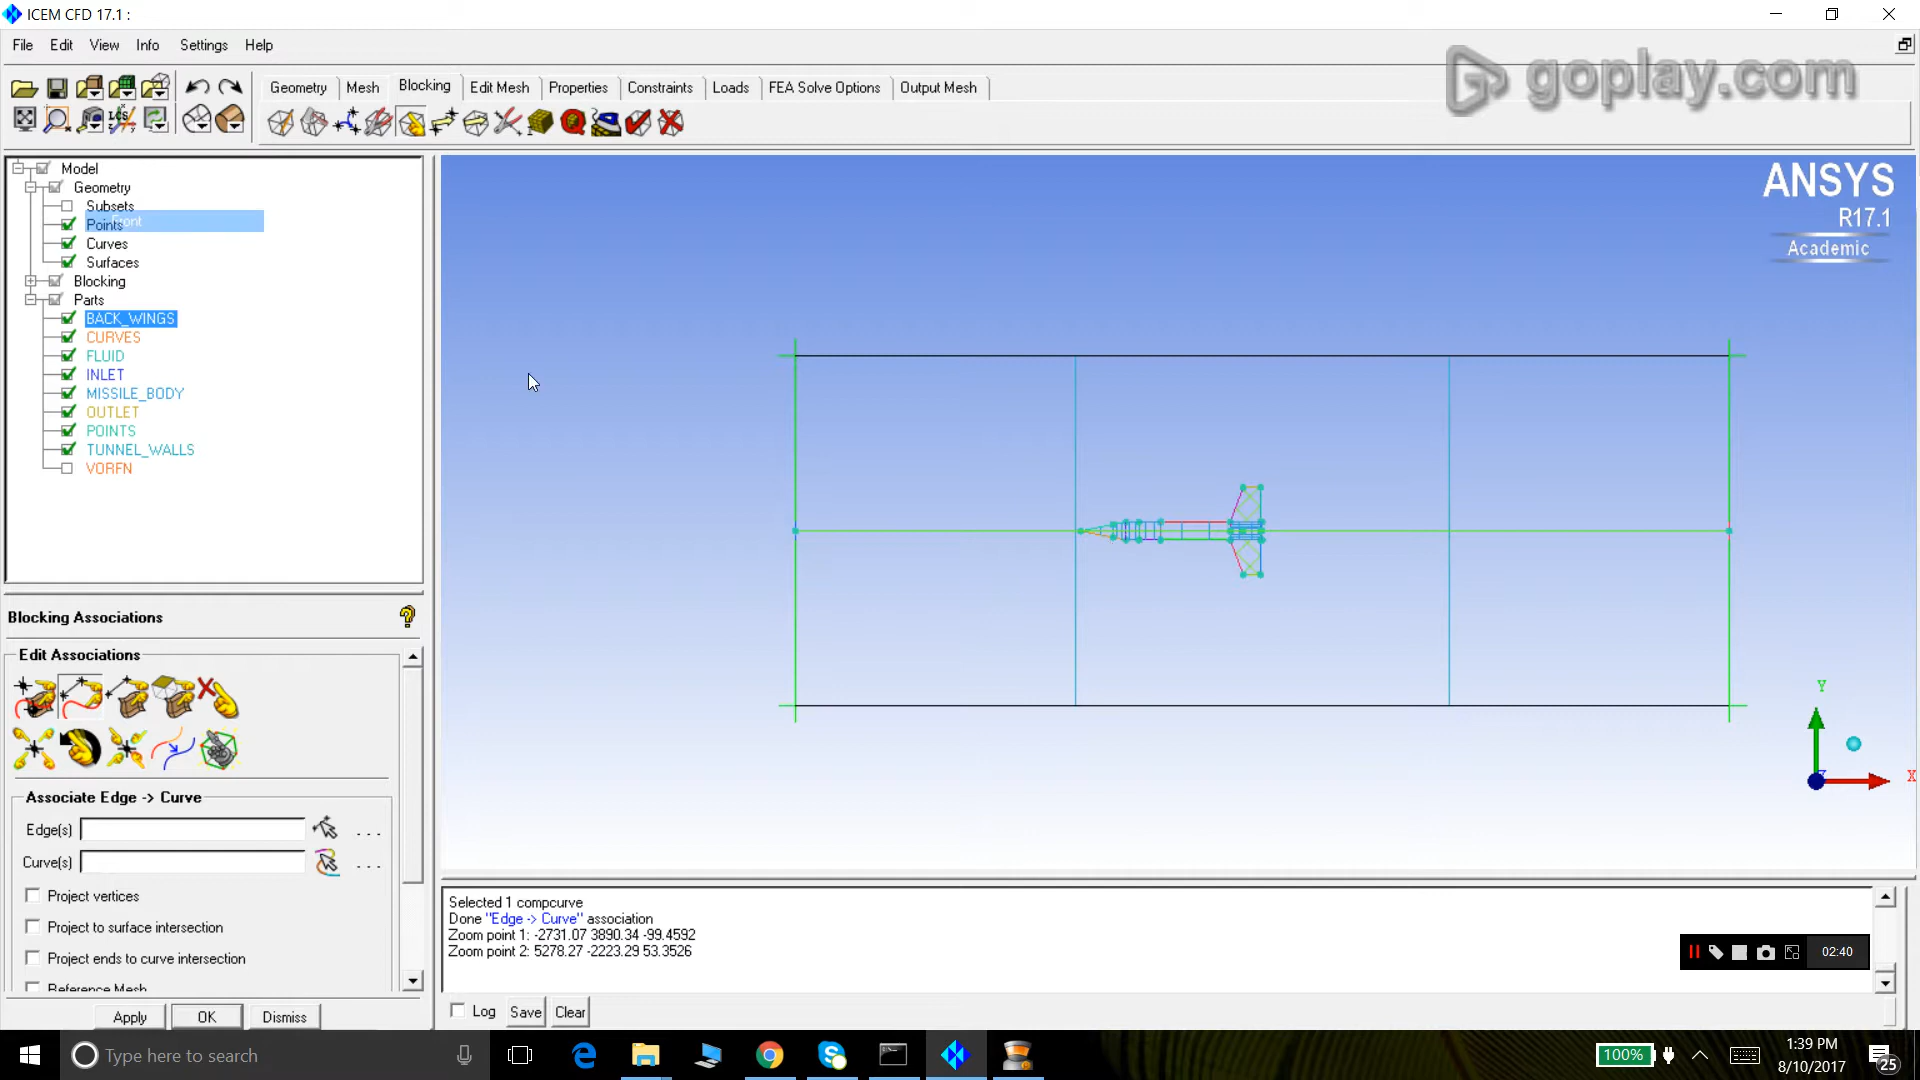 ICEM CFD 17.1 :
File Edit View Info Settings Help
goplay.com
Geometry Mesh Blocking Edit Mesh Properties Constraints Loads FEA Solve Options Output Mesh
LCS
Model
Geometry
Subsets
Points Front
Curves
Surfaces
Blocking
Parts
BACK_WINGS
CURVES
FLUID
INLET
MISSILE_BODY
OUTLET
POINTS
TUNNEL_WALLS
VORFN
ANSYS
R17.1
Academic
Y
X
Z
Blocking Associations
Edit Associations
Associate Edge -> Curve
Edge(s) ...
Curve(s) ...
Project vertices
Project to surface intersection
Project ends to curve intersection
Reference Mesh
Apply OK Dismiss
Selected 1 compcurve
Done "Edge -> Curve" association
Zoom point 1: -2731.07 3890.34 -99.4592
Zoom point 2: 5278.27 -2223.29 53.3526
02:40
Log Save Clear
Type here to search
100%
1:39 PM
8/10/2017
25